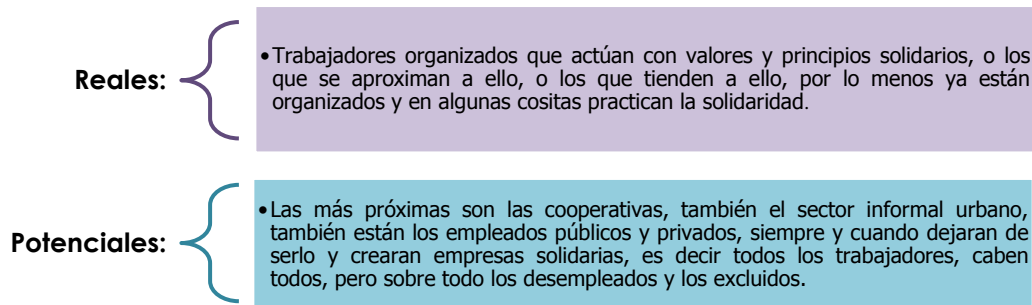 Reales:
•Trabajadores organizados que actúan con valores y principios solidarios, o los
que se aproximan a ello, o los que tienden a ello, por lo menos ya están
organizados y en algunas cositas practican la solidaridad.
Potenciales:
•Las más próximas son las cooperativas, también el sector informal urbano,
también están los empleados públicos y privados, siempre y cuando dejaran de
serlo y crearan empresas solidarias, es decir todos los trabajadores, caben
todos, pero sobre todo los desempleados y los excluidos.